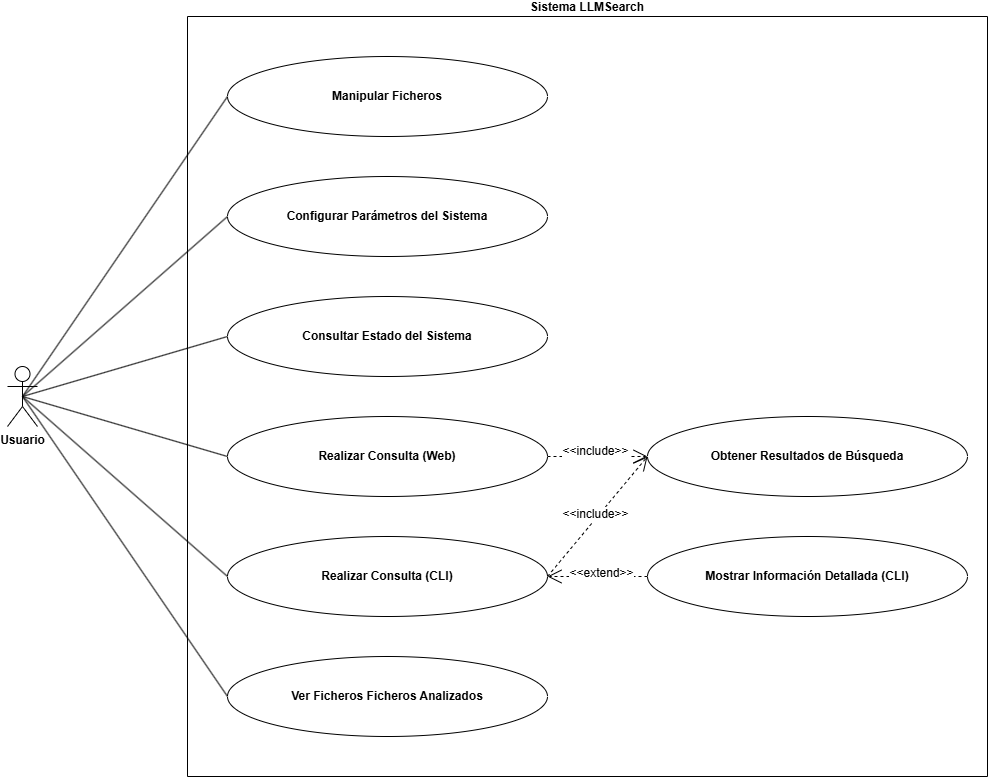 Sistema LLMSearch
Manipular Ficheros
Configurar Parámetros del Sistema
Consultar Estado del Sistema
Usuario
Realizar Consulta (Web)
<<include>>
Obtener Resultados de Búsqueda
<<include>>
Realizar Consulta (CLI)
<<extend>>
Mostrar Información Detallada (CLI)
Ver Ficheros Ficheros Analizados